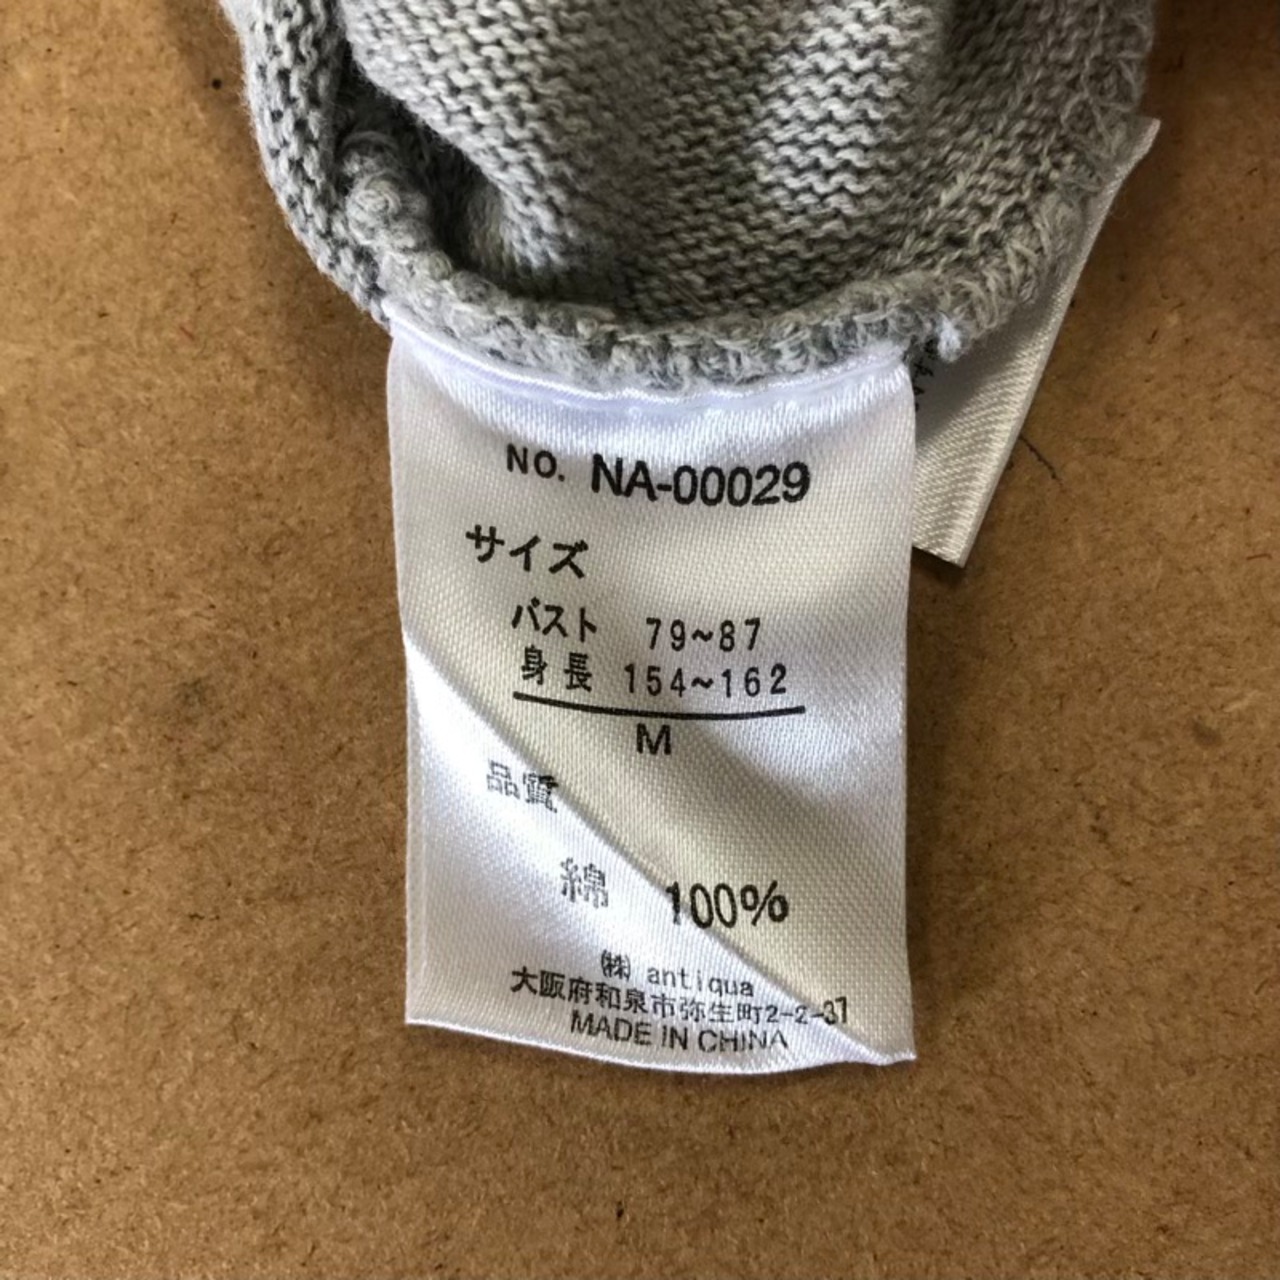 NO. NA-00029
サイズ
バスト 79~87
身長 154~162
M
品質
綿 100%
㈱ antiqua
大阪府和泉市弥生町2-2-37
MADE IN CHINA